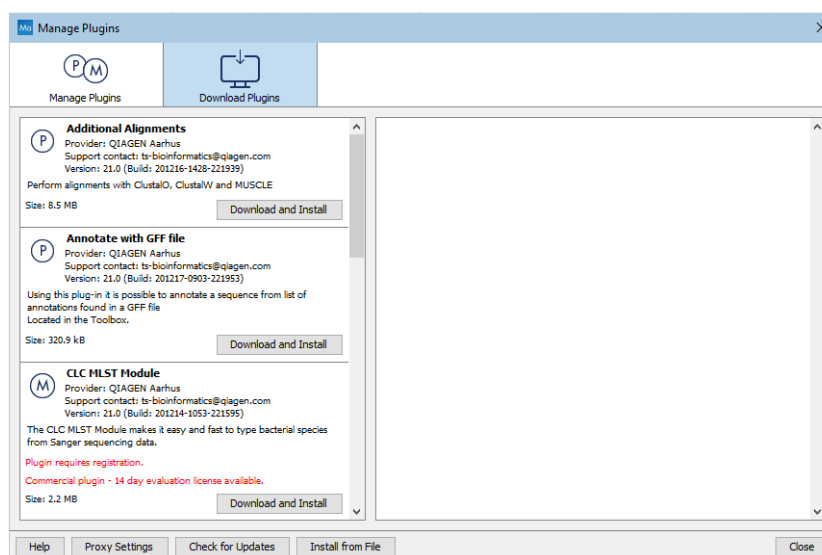 Mo Manage Plugins
P M
Manage Plugins
Download Plugins
P
Additional Alignments
Provider: QIAGEN Aarhus
Support contact: ts-bioinformatics@qiagen.com
Version: 21.0 (Build: 201216-1428-221939)
Perform alignments with ClustalO, ClustalW and MUSCLE
Size: 8.5 MB
Download and Install
P
Annotate with GFF file
Provider: QIAGEN Aarhus
Support contact: ts-bioinformatics@qiagen.com
Version: 21.0 (Build: 201217-0903-221953)
Using this plug-in it is possible to annotate a sequence from list of
annotations found in a GFF file
Located in the Toolbox.
Size: 320.9 kB
Download and Install
M
CLC MLST Module
Provider: QIAGEN Aarhus
Support contact: ts-bioinformatics@qiagen.com
Version: 21.0 (Build: 201214-1053-221595)
The CLC MLST Module makes it easy and fast to type bacterial species
from Sanger sequencing data.
Plugin requires registration.
Commercial plugin - 14 day evaluation license available.
Size: 2.2 MB
Download and Install
Help
Proxy Settings
Check for Updates
Install from File
Close